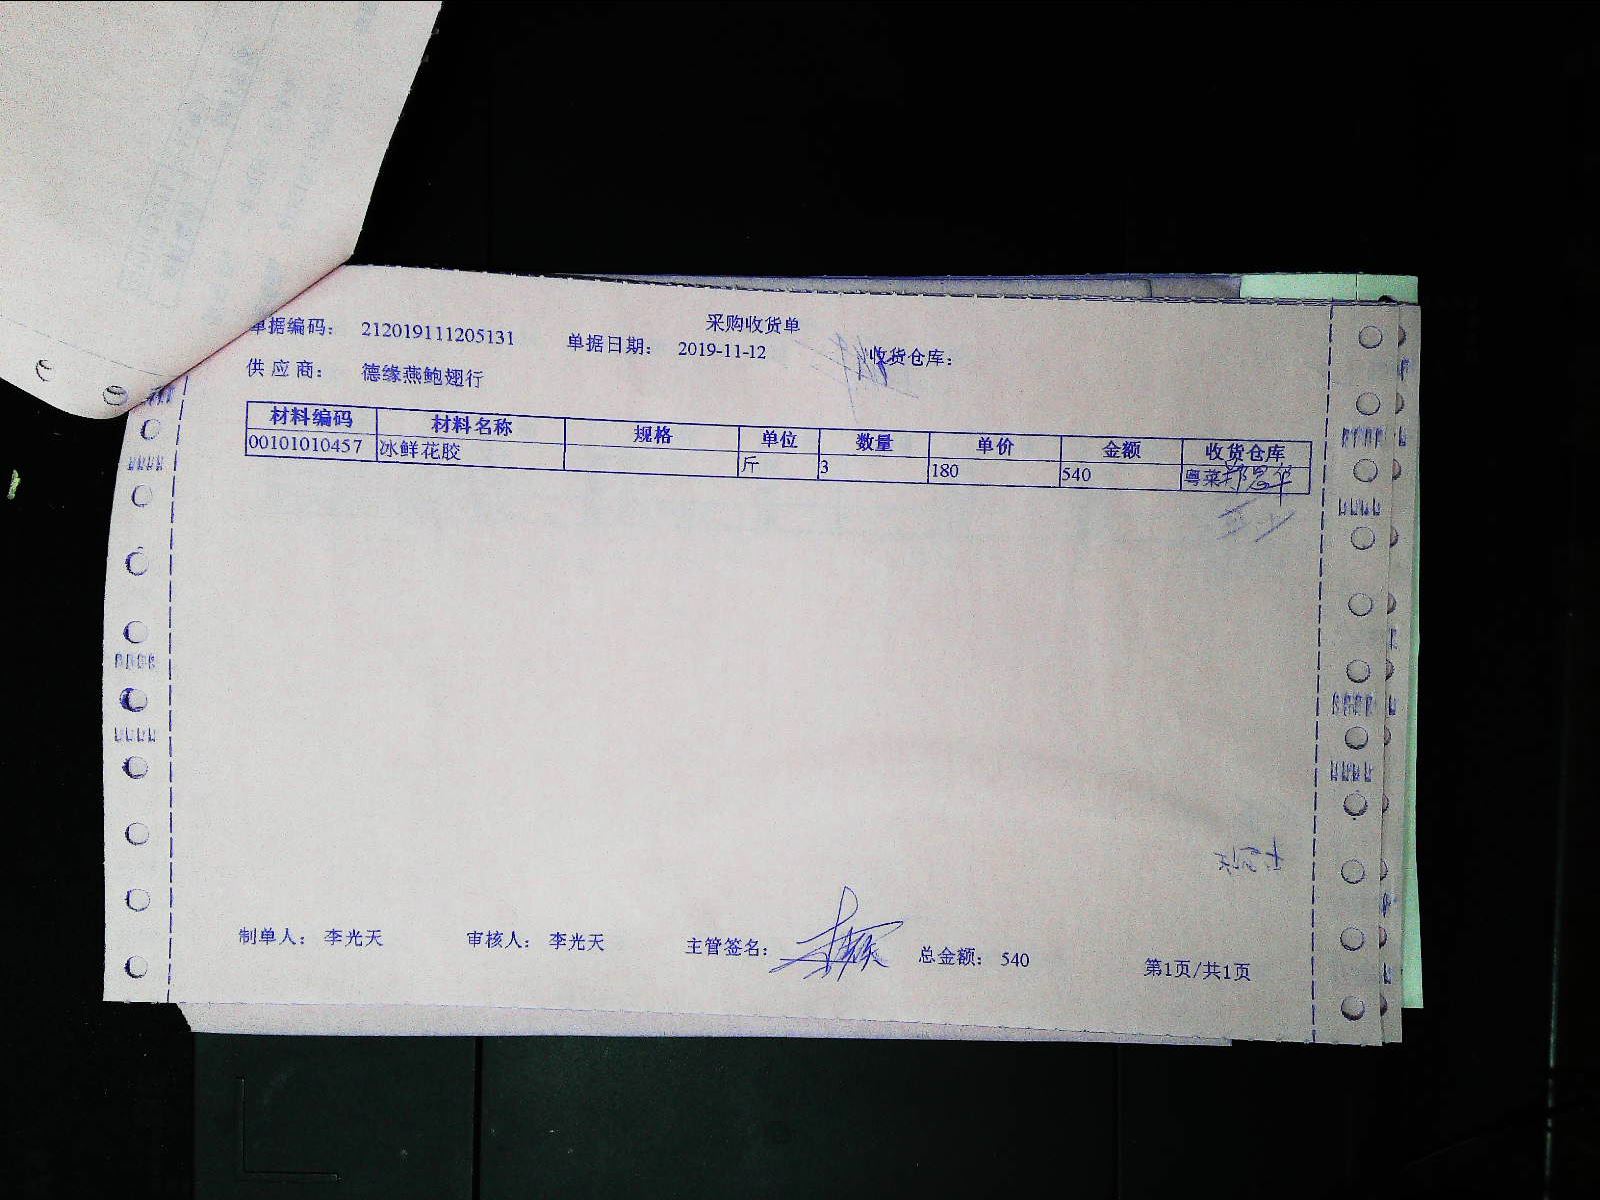 采购收货单
单据编码： 212019111205131 单据日期： 2019-11-12 收货仓库：
供应商： 德缘燕鲍翅行
材料编码 材料名称 规格 单位 数量 单价 金额 收货仓库
00101010457 冰鲜花胶 斤 3 180 540 粤菜
制单人： 李光天 审核人： 李光天 主管签名： 总金额： 540 第1页/共1页